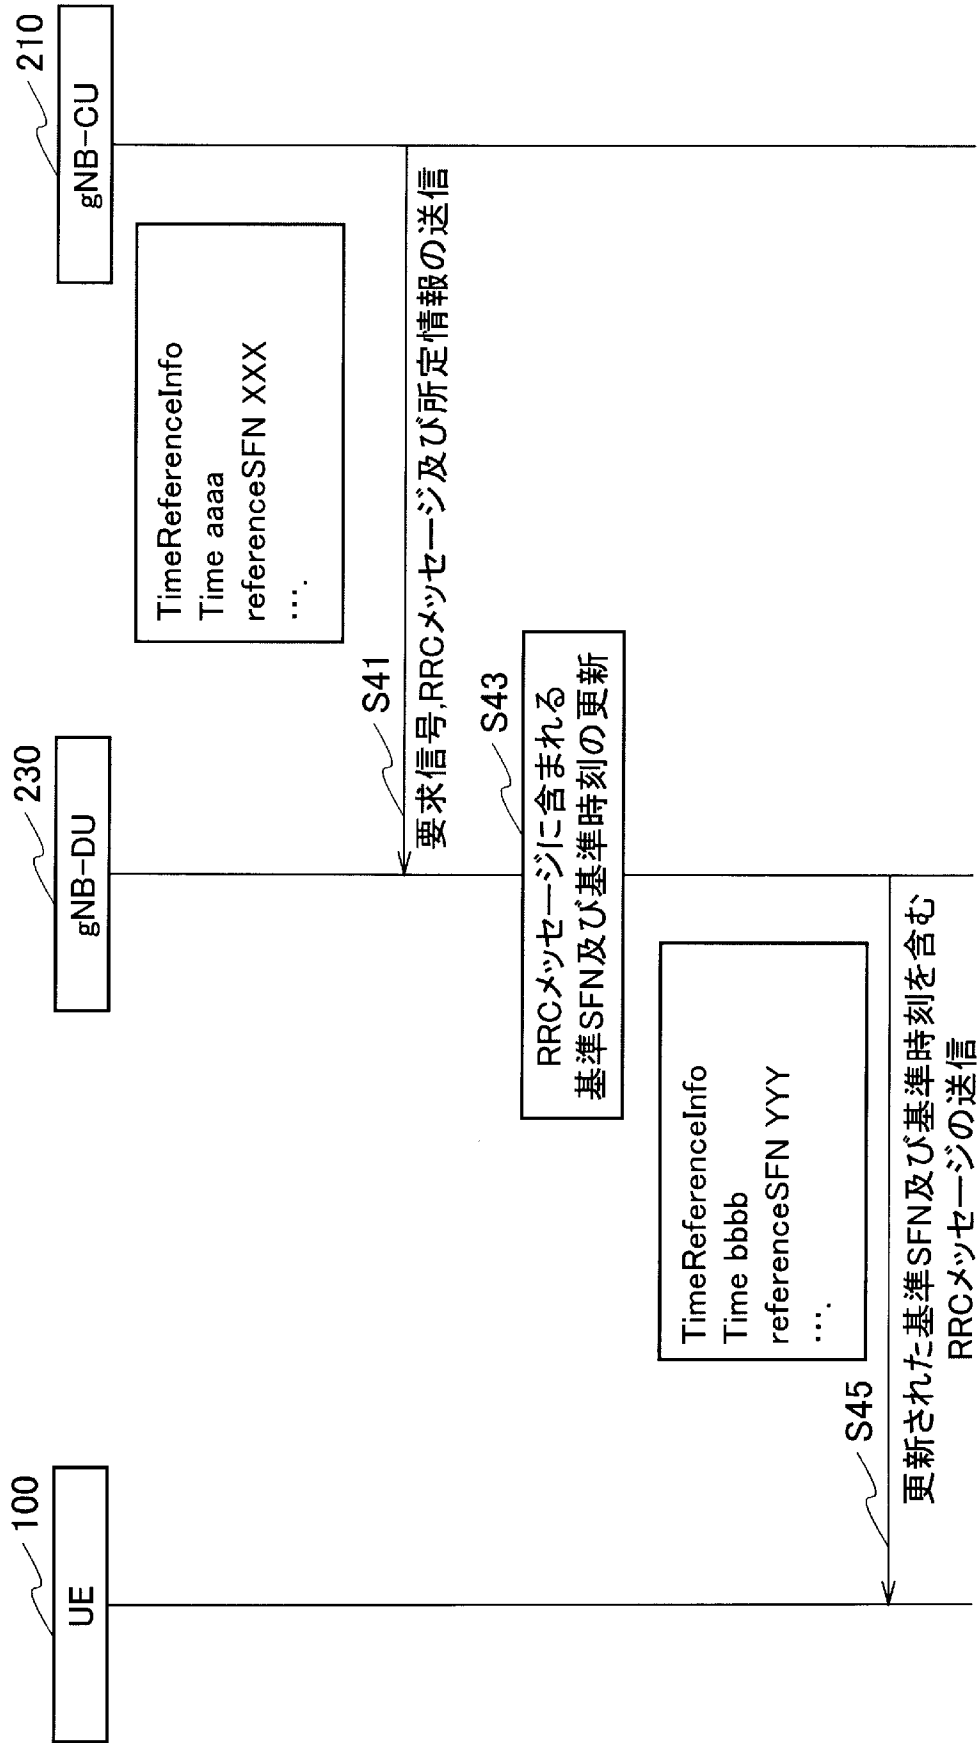 100
UE
230
gNB-DU
210
gNB-CU
TimeReferenceInfo
Time aaaa
referenceSFN XXX
….
S41
要求信号,RRCメッセージ及び所定情報の送信
S43
RRCメッセージに含まれる
基準SFN及び基準時刻の更新
TimeReferenceInfo
Time bbbb
referenceSFN YYY
….
S45
更新された基準SFN及び基準時刻を含む
RRCメッセージの送信